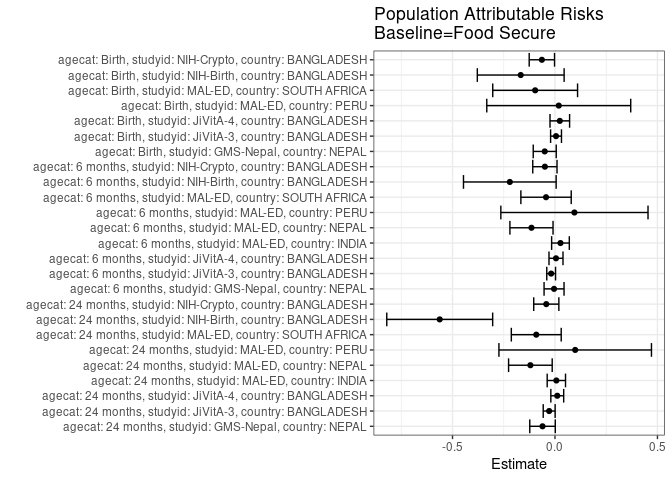 Population Attributable Risks
Baseline=Food Secure
agecat: Birth, studyid: NIH-Crypto, country: BANGLADESH
agecat: Birth, studyid: NIH-Birth, country: BANGLADESH
agecat: Birth, studyid: MAL-ED, country: SOUTH AFRICA
agecat: Birth, studyid: MAL-ED, country: PERU
agecat: Birth, studyid: JiVitA-4, country: BANGLADESH
agecat: Birth, studyid: JiVitA-3, country: BANGLADESH
agecat: Birth, studyid: GMS-Nepal, country: NEPAL
agecat: 6 months, studyid: NIH-Crypto, country: BANGLADESH
agecat: 6 months, studyid: NIH-Birth, country: BANGLADESH
agecat: 6 months, studyid: MAL-ED, country: SOUTH AFRICA
agecat: 6 months, studyid: MAL-ED, country: PERU
agecat: 6 months, studyid: MAL-ED, country: NEPAL
agecat: 6 months, studyid: MAL-ED, country: INDIA
agecat: 6 months, studyid: JiVitA-4, country: BANGLADESH
agecat: 6 months, studyid: JiVitA-3, country: BANGLADESH
agecat: 6 months, studyid: GMS-Nepal, country: NEPAL
agecat: 24 months, studyid: NIH-Crypto, country: BANGLADESH
agecat: 24 months, studyid: NIH-Birth, country: BANGLADESH
agecat: 24 months, studyid: MAL-ED, country: SOUTH AFRICA
agecat: 24 months, studyid: MAL-ED, country: PERU
agecat: 24 months, studyid: MAL-ED, country: NEPAL
agecat: 24 months, studyid: MAL-ED, country: INDIA
agecat: 24 months, studyid: JiVitA-4, country: BANGLADESH
agecat: 24 months, studyid: JiVitA-3, country: BANGLADESH
agecat: 24 months, studyid: GMS-Nepal, country: NEPAL
-0.5 0.0 0.5
Estimate